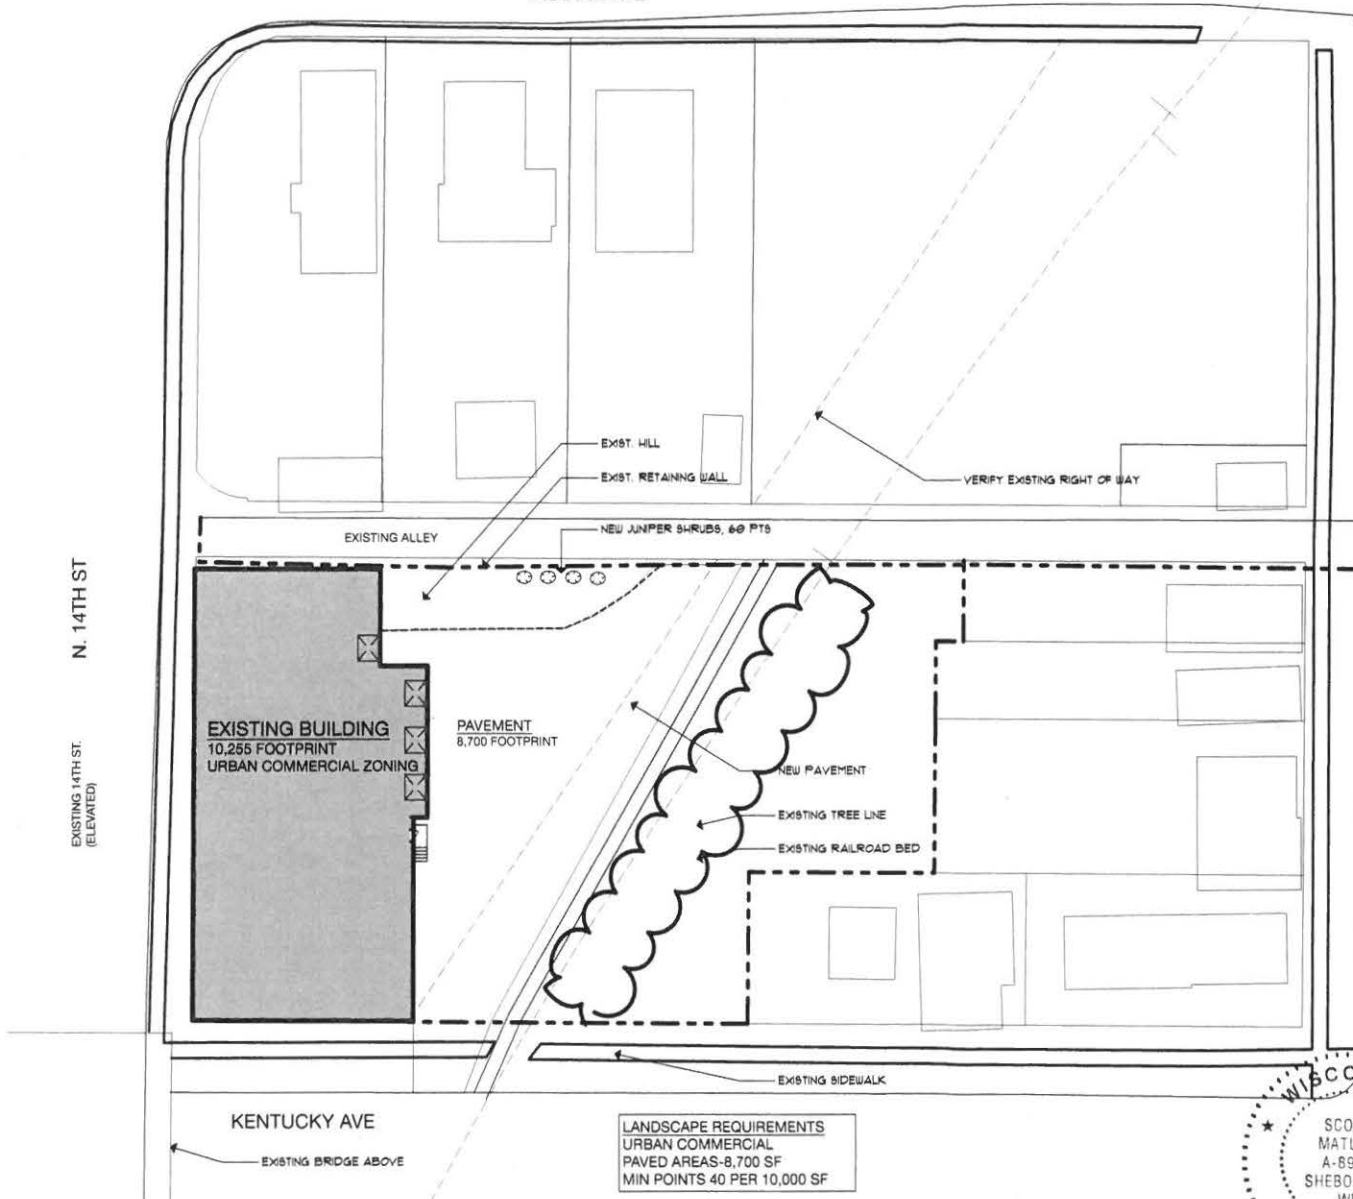 EXIST. HILL
EXIST. RETAINING WALL
VERIFY EXISTING RIGHT OF WAY
NEW JUNIPER SHRUBS, 60 PTS
EXISTING ALLEY
N. 14TH ST
EXISTING 14TH ST.
(ELEVATED)
EXISTING BUILDING
10,255 FOOTPRINT
URBAN COMMERCIAL ZONING
PAVEMENT
8,700 FOOTPRINT
NEW PAVEMENT
EXISTING TREE LINE
EXISTING RAILROAD BED
EXISTING SIDEWALK
KENTUCKY AVE
EXISTING BRIDGE ABOVE
LANDSCAPE REQUIREMENTS
URBAN COMMERCIAL
PAVED AREAS-8,700 SF
MIN POINTS 40 PER 10,000 SF
WISCO
SCO
MATL
A-89
SHEBO